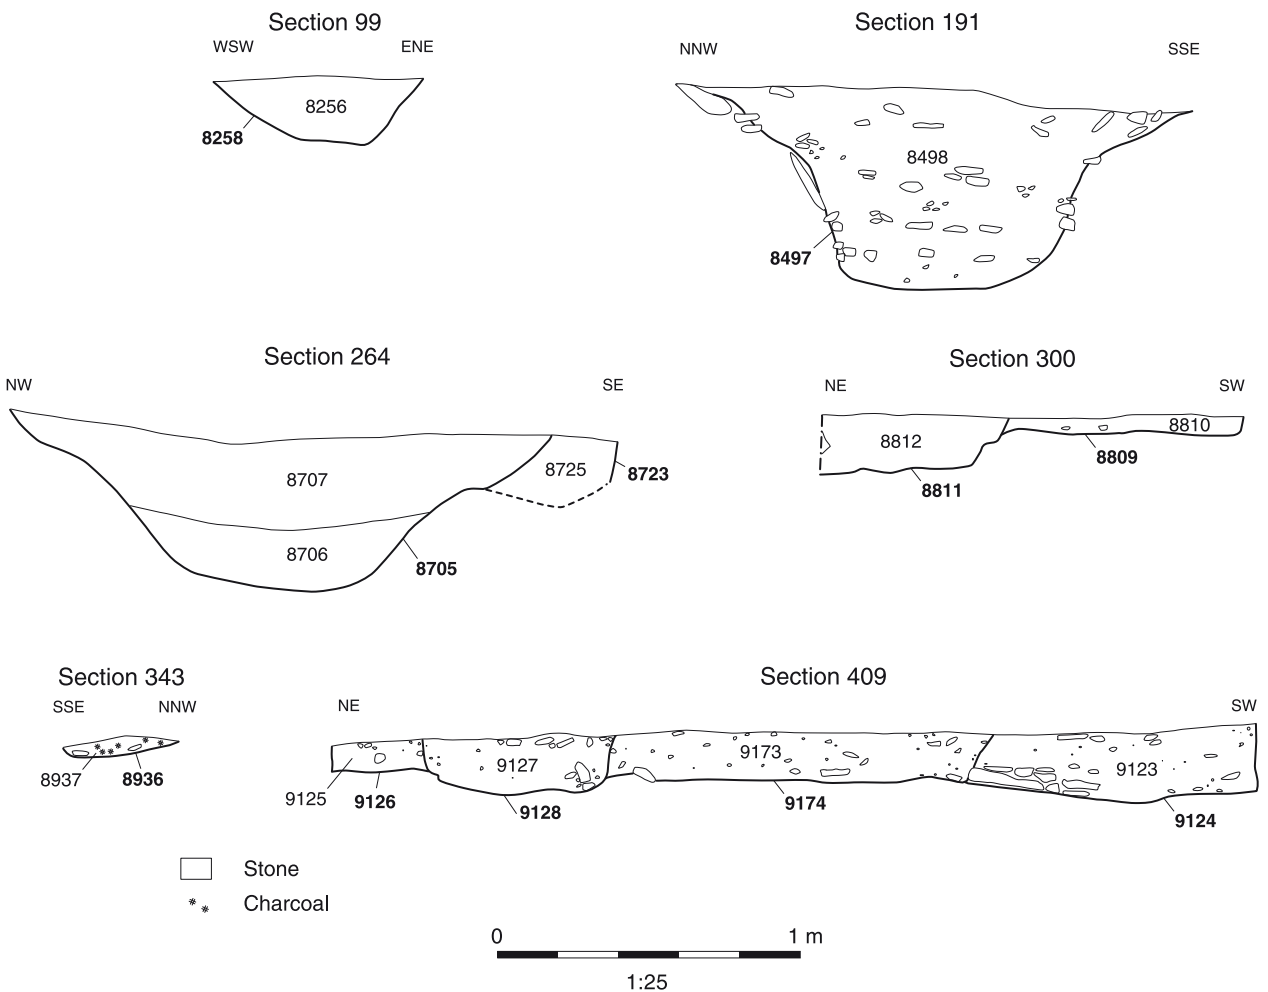 Section 99
WSW ENE
8256
8258
Section 191
NNW SSE
8498
8497
Section 264
NW SE
8707
8725
8723
8706
8705
Section 300
NE SW
8812
8810
8811
8809
Section 343
SSE NNW
8937
8936
Section 409
NE SW
9125
9126
9127
9128
9173
9174
9123
9124
Stone
Charcoal
0 1 m
1:25